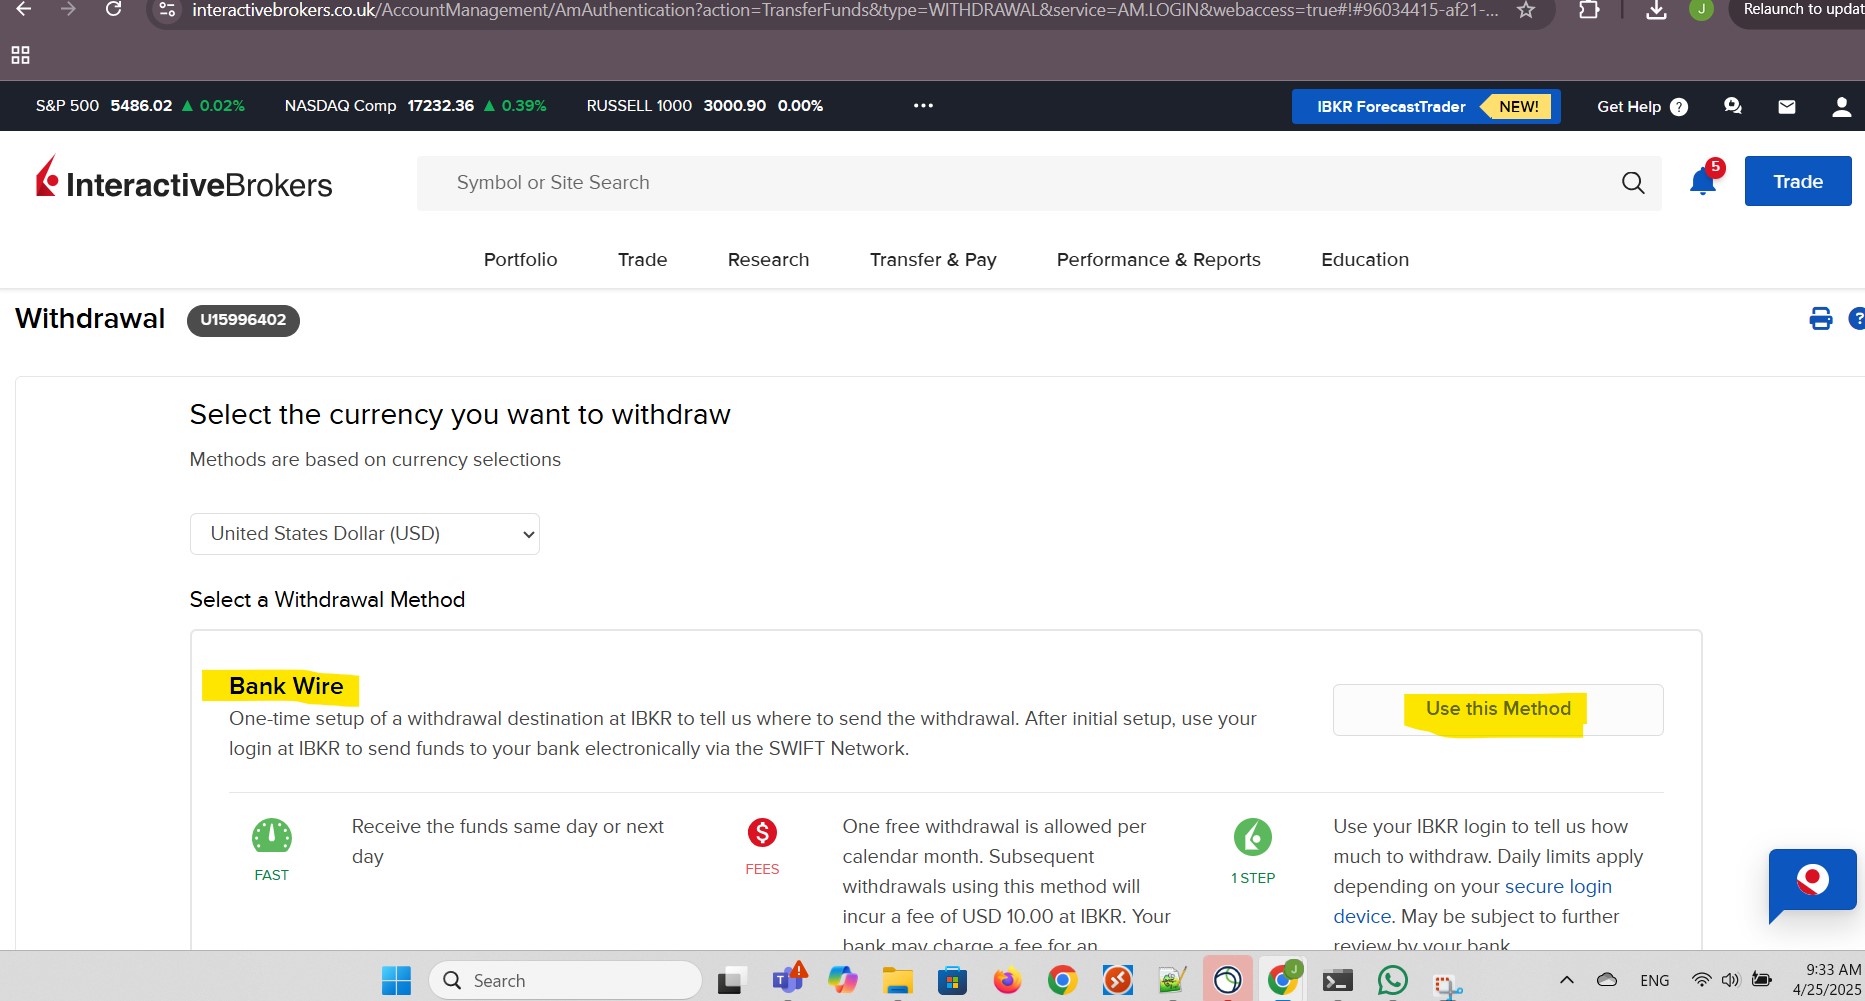 interactivebrokers.co.uk/AccountManagement/AmAuthentication?action=TransferFunds&type=WITHDRAWAL&service=AM.LOGIN&webaccess=true#!#96034415-af21-...
J
Relaunch to updat
S&P 500 5486.02 ▲ 0.02% NASDAQ Comp 17232.36 ▲ 0.39% RUSSELL 1000 3000.90 0.00% •••
IBKR ForecastTrader NEW! Get Help ?
InteractiveBrokers
Symbol or Site Search
5
Trade
Portfolio Trade Research Transfer & Pay Performance & Reports Education
Withdrawal U15996402
?
Select the currency you want to withdraw
Methods are based on currency selections
United States Dollar (USD)
Select a Withdrawal Method
Bank Wire
Use this Method
One-time setup of a withdrawal destination at IBKR to tell us where to send the withdrawal. After initial setup, use your
login at IBKR to send funds to your bank electronically via the SWIFT Network.
FAST
Receive the funds same day or next
day
$
FEES
One free withdrawal is allowed per
calendar month. Subsequent
withdrawals using this method will
incur a fee of USD 10.00 at IBKR. Your
bank may charge a fee for an
1 STEP
Use your IBKR login to tell us how
much to withdraw. Daily limits apply
depending on your secure login
device. May be subject to further
review by your bank
Search
T
J
ENG
9:33 AM
4/25/2025